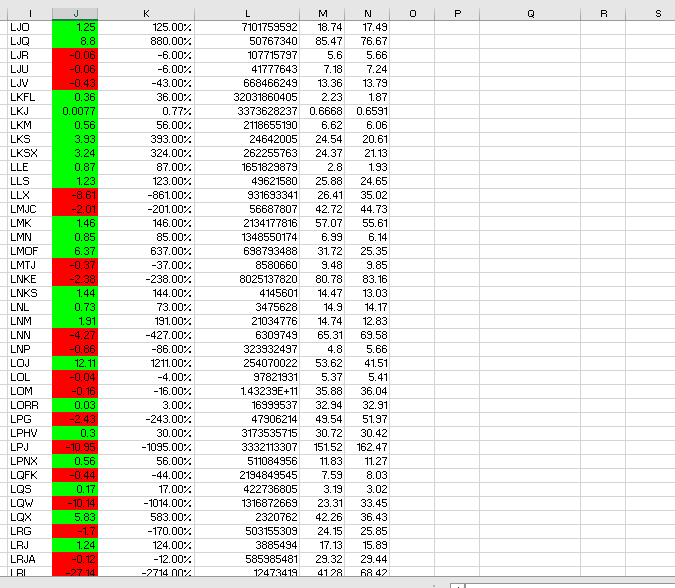 I J K L M N O P Q R S
LJO 1.25 125.00% 7101759592 18.74 17.49
LJQ 8.8 880.00% 50767340 85.47 76.67
LJR -0.06 -6.00% 107715797 5.6 5.66
LJU -0.06 -6.00% 41777643 7.18 7.24
LJV -0.43 -43.00% 668466249 13.36 13.79
LKFL 0.36 36.00% 32031860405 2.23 1.87
LKJ 0.0077 0.77% 3373628237 0.6668 0.6591
LKM 0.56 56.00% 2118655190 6.62 6.06
LKS 3.93 393.00% 24642005 24.54 20.61
LKSX 3.24 324.00% 262255763 24.37 21.13
LLE 0.87 87.00% 1651829879 2.8 1.93
LLS 1.23 123.00% 49621580 25.88 24.65
LLX -8.61 -861.00% 931693341 26.41 35.02
LMJC -2.01 -201.00% 56687807 42.72 44.73
LMK 1.46 146.00% 2134177816 57.07 55.61
LMN 0.85 85.00% 1348550174 6.99 6.14
LMOF 6.37 637.00% 698793488 31.72 25.35
LMTJ -0.37 -37.00% 8580660 9.48 9.85
LNKE -2.38 -238.00% 8025137820 80.78 83.16
LNKS 1.44 144.00% 4145601 14.47 13.03
LNL 0.73 73.00% 3475628 14.9 14.17
LNM 1.91 191.00% 21034776 14.74 12.83
LNN -4.27 -427.00% 6309749 65.31 69.58
LNP -0.86 -86.00% 323932497 4.8 5.66
LOJ 12.11 1211.00% 254070022 53.62 41.51
LOL -0.04 -4.00% 97821931 5.37 5.41
LOM -0.16 -16.00% 1.43239E+11 35.88 36.04
LORR 0.03 3.00% 16999537 32.94 32.91
LPG -2.43 -243.00% 47906214 49.54 51.97
LPHV 0.3 30.00% 3173535715 30.72 30.42
LPJ -10.95 -1095.00% 3332113307 151.52 162.47
LPNX 0.56 56.00% 511084956 11.83 11.27
LQFK -0.44 -44.00% 2194849545 7.59 8.03
LQS 0.17 17.00% 422736805 3.19 3.02
LQW -10.14 -1014.00% 1316872669 23.31 33.45
LQX 5.83 583.00% 2320762 42.26 36.43
LRG -1.7 -170.00% 503155309 24.15 25.85
LRJ 1.24 124.00% 3885494 17.13 15.89
LRJA -0.12 -12.00% 585985481 29.32 29.44
-27.14 -2714.00% 12473419 41.28 68.42